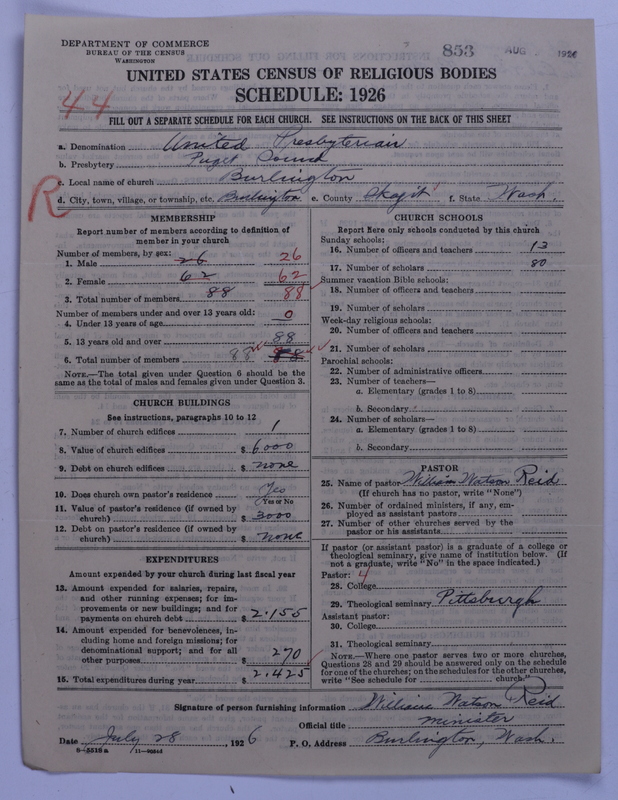 DEPARTMENT OF COMMERCE
BUREAU OF THE CENSUS
WASHINGTON
853 AUG 1926
UNITED STATES CENSUS OF RELIGIOUS BODIES
SCHEDULE: 1926
44
FILL OUT A SEPARATE SCHEDULE FOR EACH CHURCH. SEE INSTRUCTIONS ON THE BACK OF THIS SHEET
a. Denomination United Presbyterian
b. Presbytery Puget Sound
c. Local name of church Burlington
R
d. City, town, village, or township, etc. Burlington e. County Skagit f. State Wash.
MEMBERSHIP
Report number of members according to definition of
member in your church
Number of members, by sex:
1. Male 26 26
2. Female 62 62
3. Total number of members 88 88
Number of members under and over 13 years old:
4. Under 13 years of age 0
5. 13 years old and over 88
6. Total number of members 88 88
NOTE.—The total given under Question 6 should be the
same as the total of males and females given under Question 3.
CHURCH BUILDINGS
See instructions, paragraphs 10 to 12
7. Number of church edifices 1
8. Value of church edifices $ 6000
9. Debt on church edifices $ none
10. Does church own pastor's residence Yes
(Yes or No)
11. Value of pastor's residence (if owned by
church) $ 3000
12. Debt on pastor's residence (if owned by
church) $ none
EXPENDITURES
Amount expended by your church during last fiscal year
13. Amount expended for salaries, repairs,
and other running expenses; for im-
provements or new buildings; and for
payments on church debt $ 2.155
14. Amount expended for benevolences, in-
cluding home and foreign missions; for
denominational support; and for all
other purposes $ 270
15. Total expenditures during year $ 2.425
CHURCH SCHOOLS
Report Here only schools conducted by this church
Sunday schools:
16. Number of officers and teachers 13
17. Number of scholars 80
Summer vacation Bible schools:
18. Number of officers and teachers
19. Number of scholars
Week-day religious schools:
20. Number of officers and teachers
21. Number of scholars
Parochial schools:
22. Number of administrative officers
23. Number of teachers—
a. Elementary (grades 1 to 8)
b. Secondary
24. Number of scholars—
a. Elementary (grades 1 to 8)
b. Secondary
PASTOR
25. Name of pastor William Watson Reid
(If church has no pastor, write "None")
26. Number of ordained ministers, if any, em-
ployed as assistant pastors
27. Number of other churches served by the
pastor or his assistants
If pastor (or assistant pastor) is a graduate of a college or
theological seminary, give name of institution below. (If
not a graduate, write "No" in the space indicated.)
Pastor: 4
28. College
29. Theological seminary Pittsburgh
Assistant pastor:
30. College
31. Theological seminary
NOTE.—Where one pastor serves two or more churches,
Questions 28 and 29 should be answered only on the schedule
for one of the churches; on the schedules for the other churches,
write "See schedule for church."
Signature of person furnishing information William Watson Reid
Official title minister
Date July 28, 1926 P. O. Address Burlington, Wash.
8—5518 a